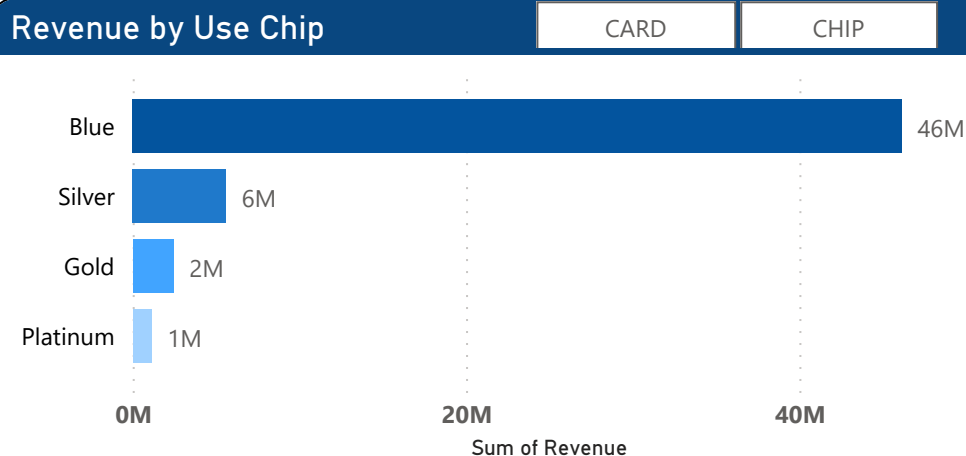 Revenue by Use Chip
CARD
CHIP
Blue
46M
Silver
6M
Gold
2M
Platinum
1M
0M
20M
40M
Sum of Revenue